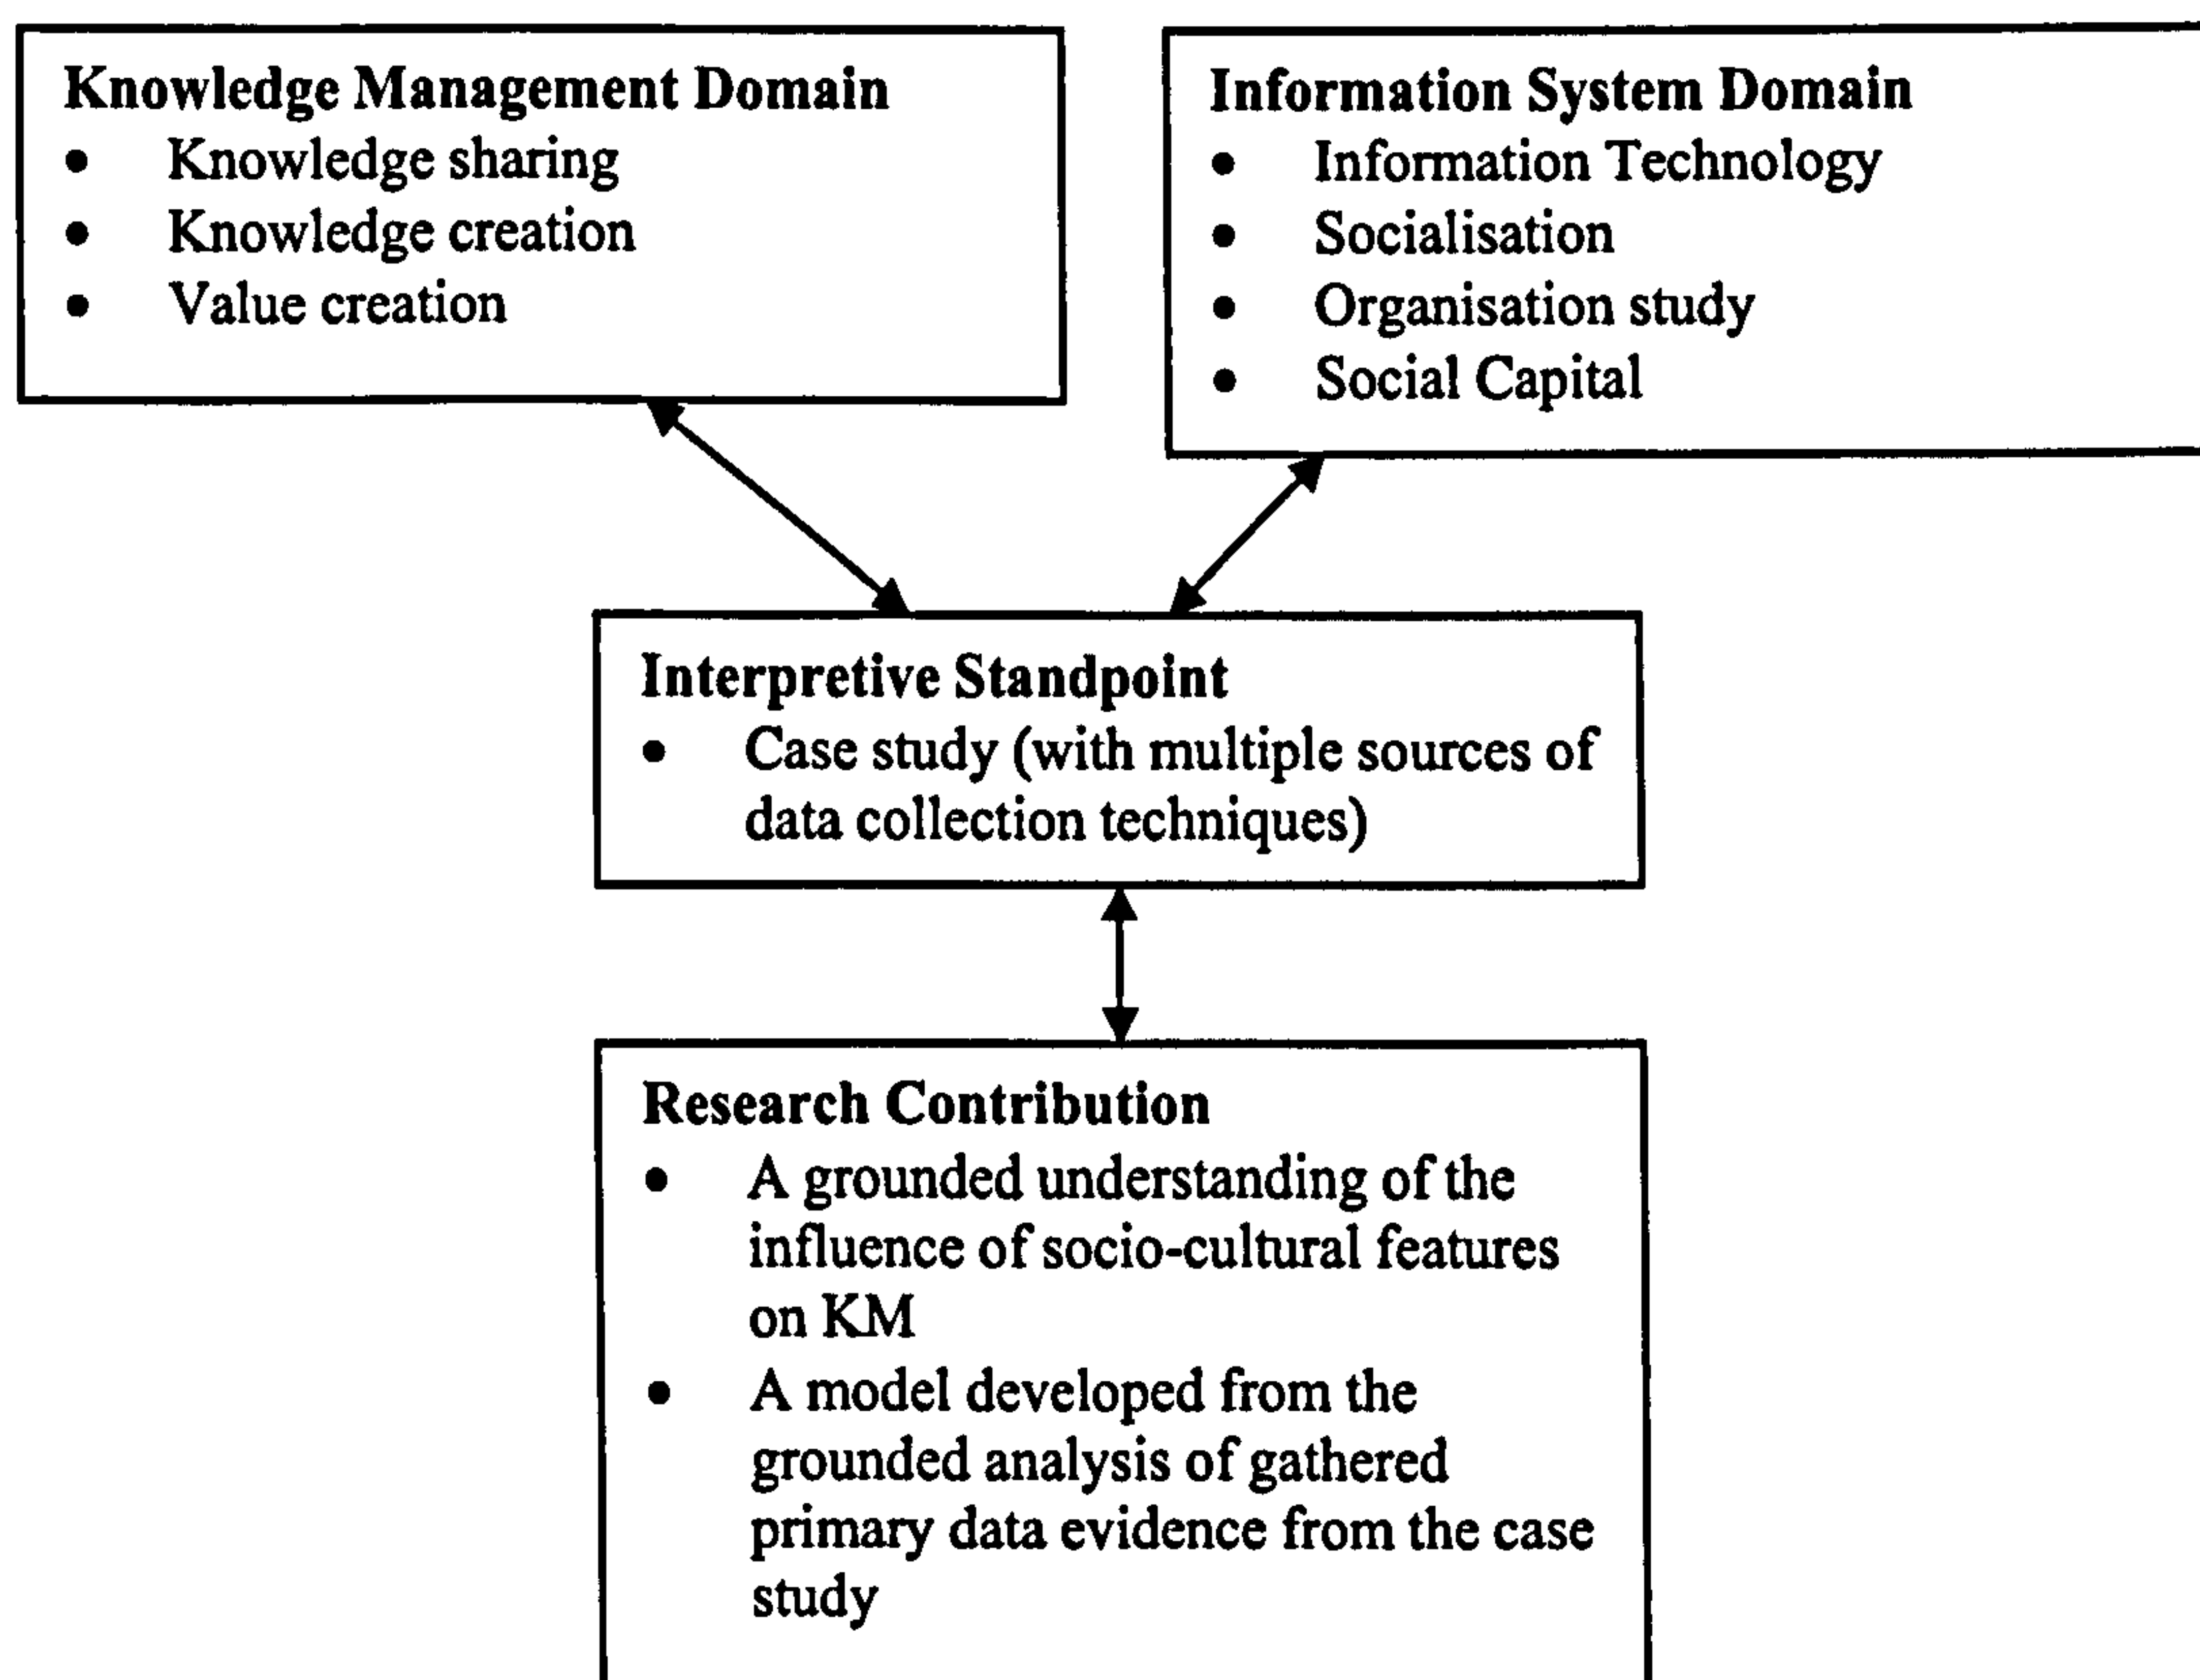 Knowledge Management Domain
• Knowledge sharing
• Knowledge creation
• Value creation
Information System Domain
• Information Technology
• Socialisation
• Organisation study
• Social Capital
Interpretive Standpoint
• Case study (with multiple sources of
data collection techniques)
Research Contribution
• A grounded understanding of the
influence of socio-cultural features
on KM
• A model developed from the
grounded analysis of gathered
primary data evidence from the case
study